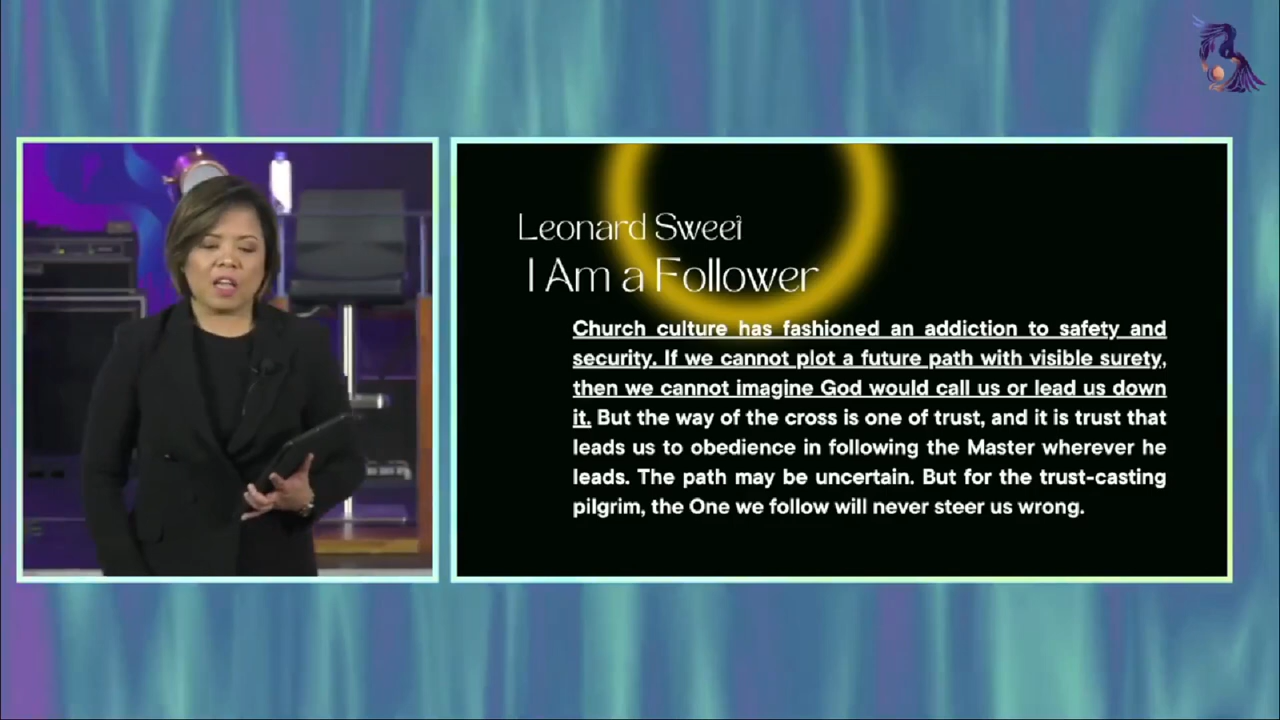 Leonard Sweet
I Am a Follower
Church culture has fashioned an addiction to safety and
security. If we cannot plot a future path with visible surety,
then we cannot imagine God would call us or lead us down
it. But the way of the cross is one of trust, and it is trust that
leads us to obedience in following the Master wherever he
leads. The path may be uncertain. But for the trust-casting
pilgrim, the One we follow will never steer us wrong.